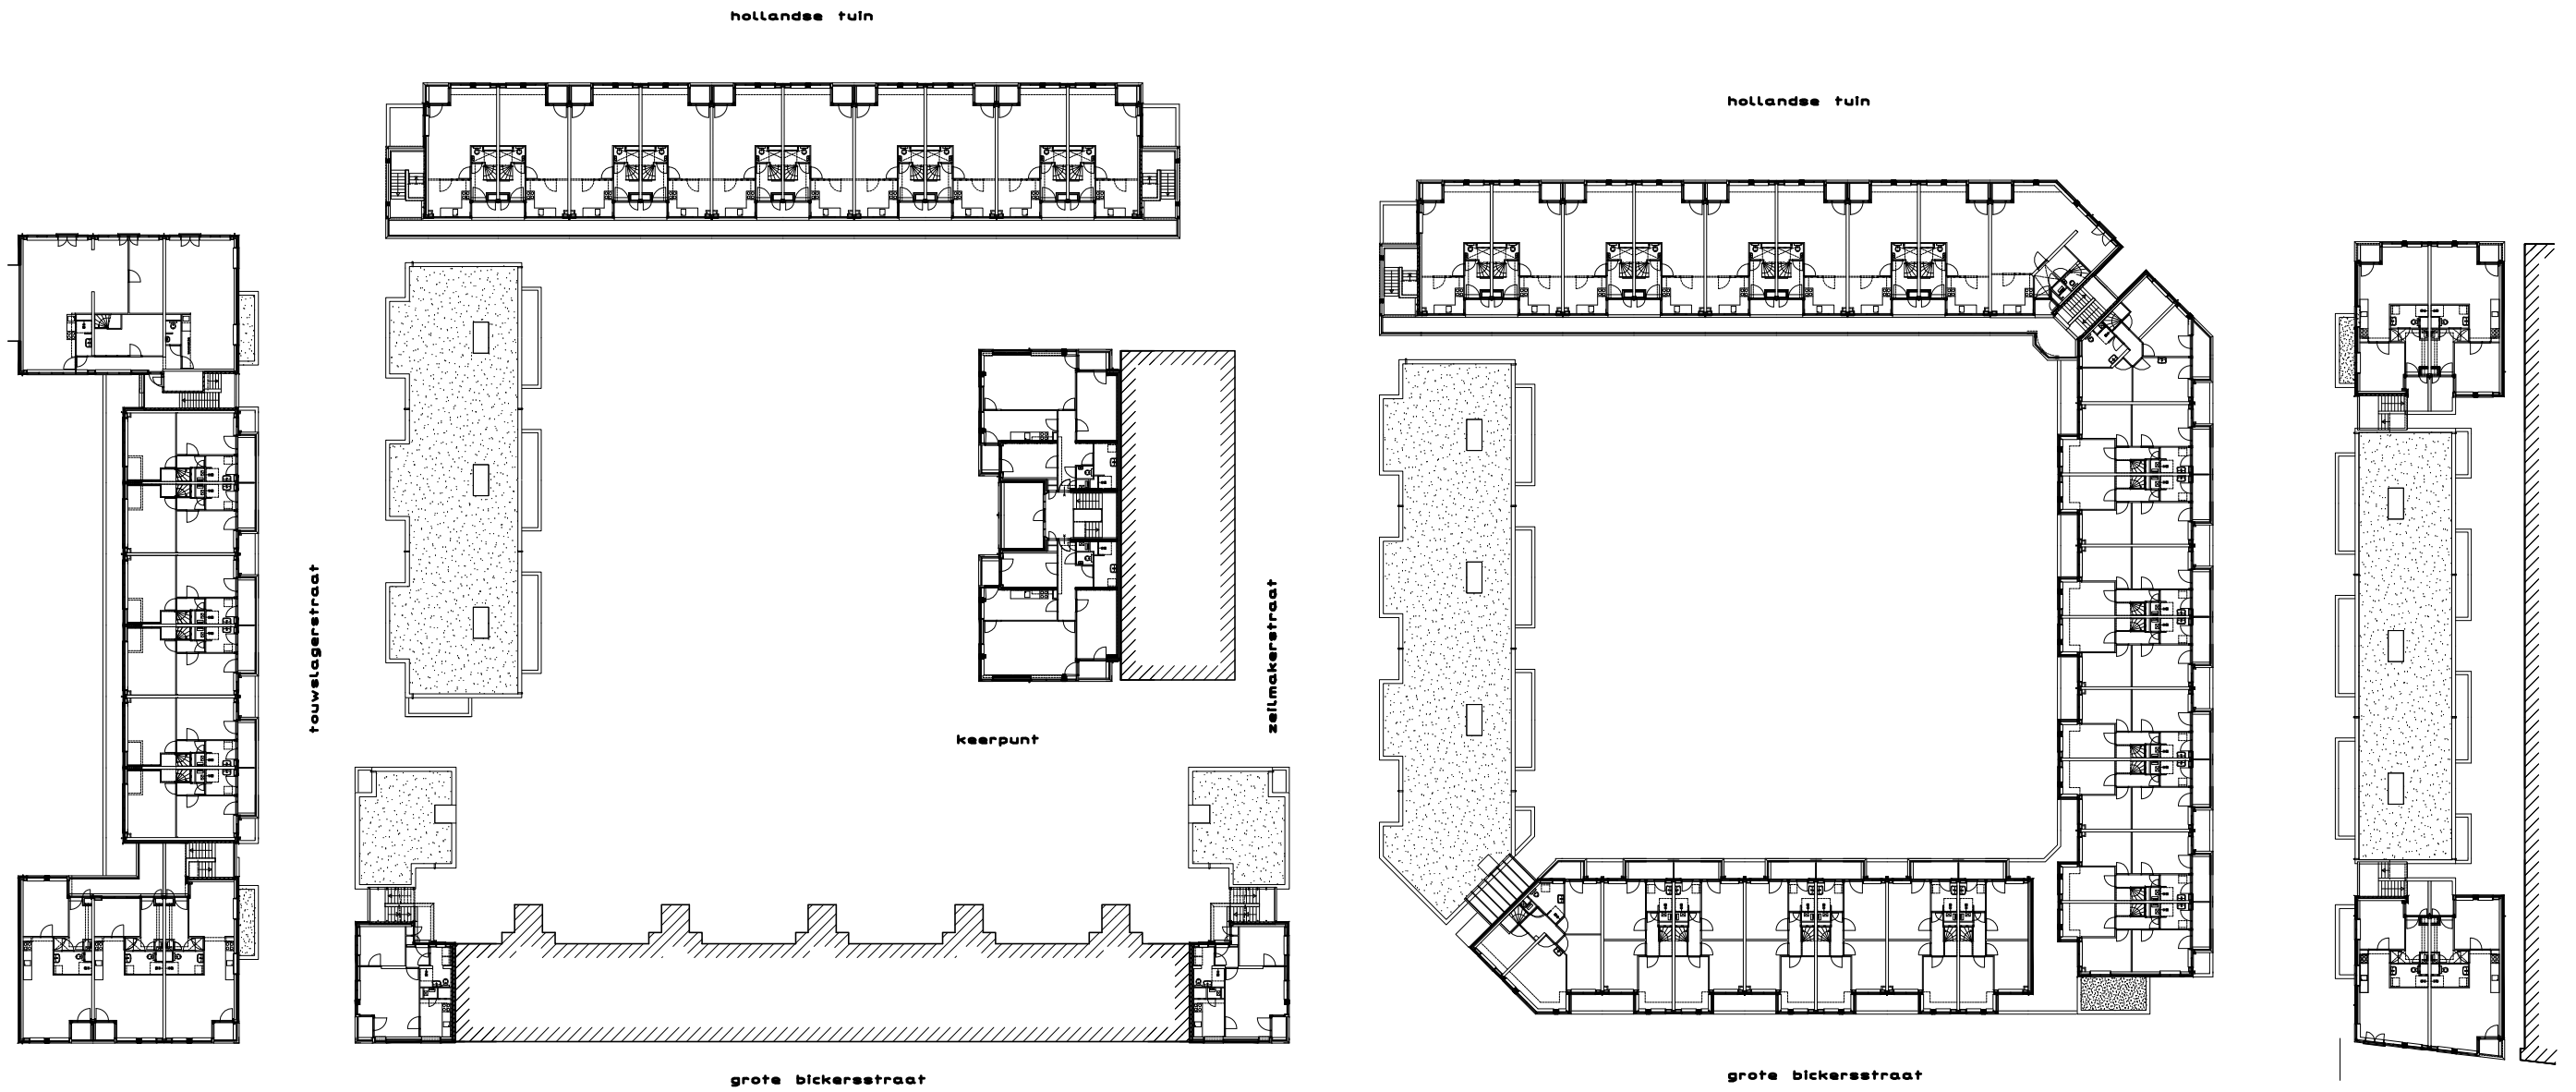 hollandse tuin
hollandse tuin
touwslagerstraat
zeilmakerstraat
keerpunt
grote bickersstraat
grote bickersstraat